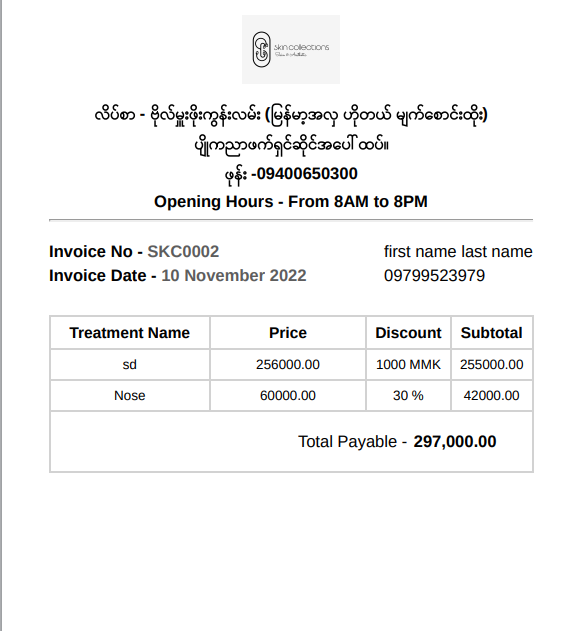 skin collections
Skin & Aesthetic
လိပ်စာ - ဗိုလ်မှူးဖိုးကွန်းလမ်း (မြန်မာ့အလှ ဟိုတယ် မျက်စောင်းထိုး)
ပျိုကညာဖက်ရှင်ဆိုင်အပေါ် ထပ်။
ဖုန်း -09400650300
Opening Hours - From 8AM to 8PM
Invoice No - SKC0002 first name last name
Invoice Date - 10 November 2022 09799523979
Treatment Name Price Discount Subtotal
sd 256000.00 1000 MMK 255000.00
Nose 60000.00 30 % 42000.00
Total Payable - 297,000.00